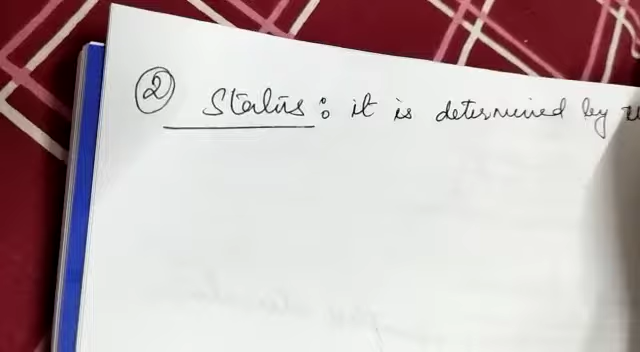 ② Status : it is determined by